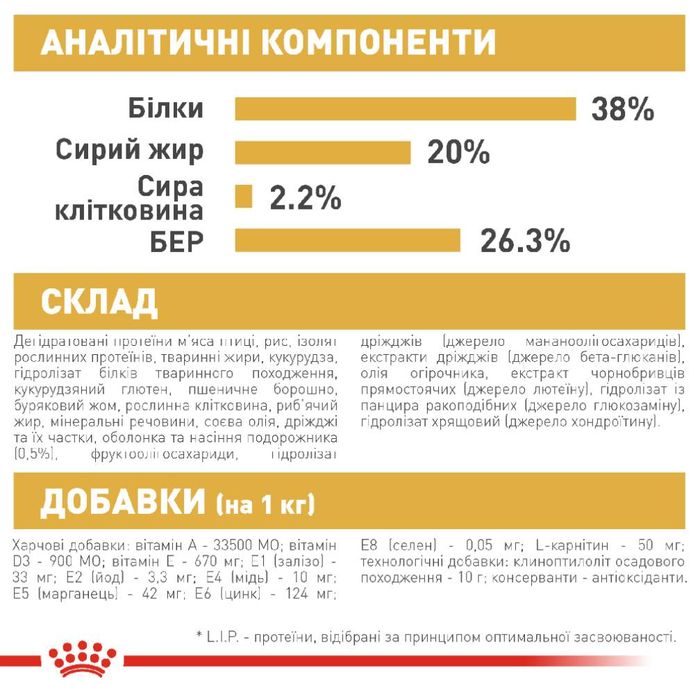 АНАЛІТИЧНІ КОМПОНЕНТИ
Білки 38%
Сирий жир 20%
Сира
клітковина 2.2%
БЕР 26.3%
СКЛАД
Дегідратовані протеїни м'яса птиці, рис, ізолят
рослинних протеїнів, тваринні жири, кукурудза,
гідролізат білків тваринного походження,
кукурудзяний глютен, пшеничне борошно,
буряковий жом, рослинна клітковина, риб'ячий
жир, мінеральні речовини, соєва олія, дріжджі
та їх частки, оболонка та насіння подорожника
(0,5%), фруктоолігосахариди, гідролізат
дріжджів (джерело мананоолігосахаридів),
екстракти дріжджів (джерело бета-глюканів),
олія огірочника, екстракт чорнобривців
прямостоячих (джерело лютеїну), гідролізат із
панцира ракоподібних (джерело глюкозаміну),
гідролізат хрящовий (джерело хондроїтину).
ДОБАВКИ (на 1 кг)
Харчові добавки: вітамін А - 33500 МО; вітамін
D3 - 900 МО; вітамін Е - 670 мг; Е1 (залізо) -
33 мг; Е2 (йод) - 3,3 мг; Е4 (мідь) - 10 мг;
Е5 (марганець) - 42 мг; Е6 (цинк) - 124 мг;
Е8 (селен) - 0,05 мг; L-карнітин - 50 мг;
технологічні добавки: клиноптилоліт осадового
походження - 10 г; консерванти - антіоксиданти.
* L.I.P. - протеїни, відібрані за принципом оптимальної засвоюваності.